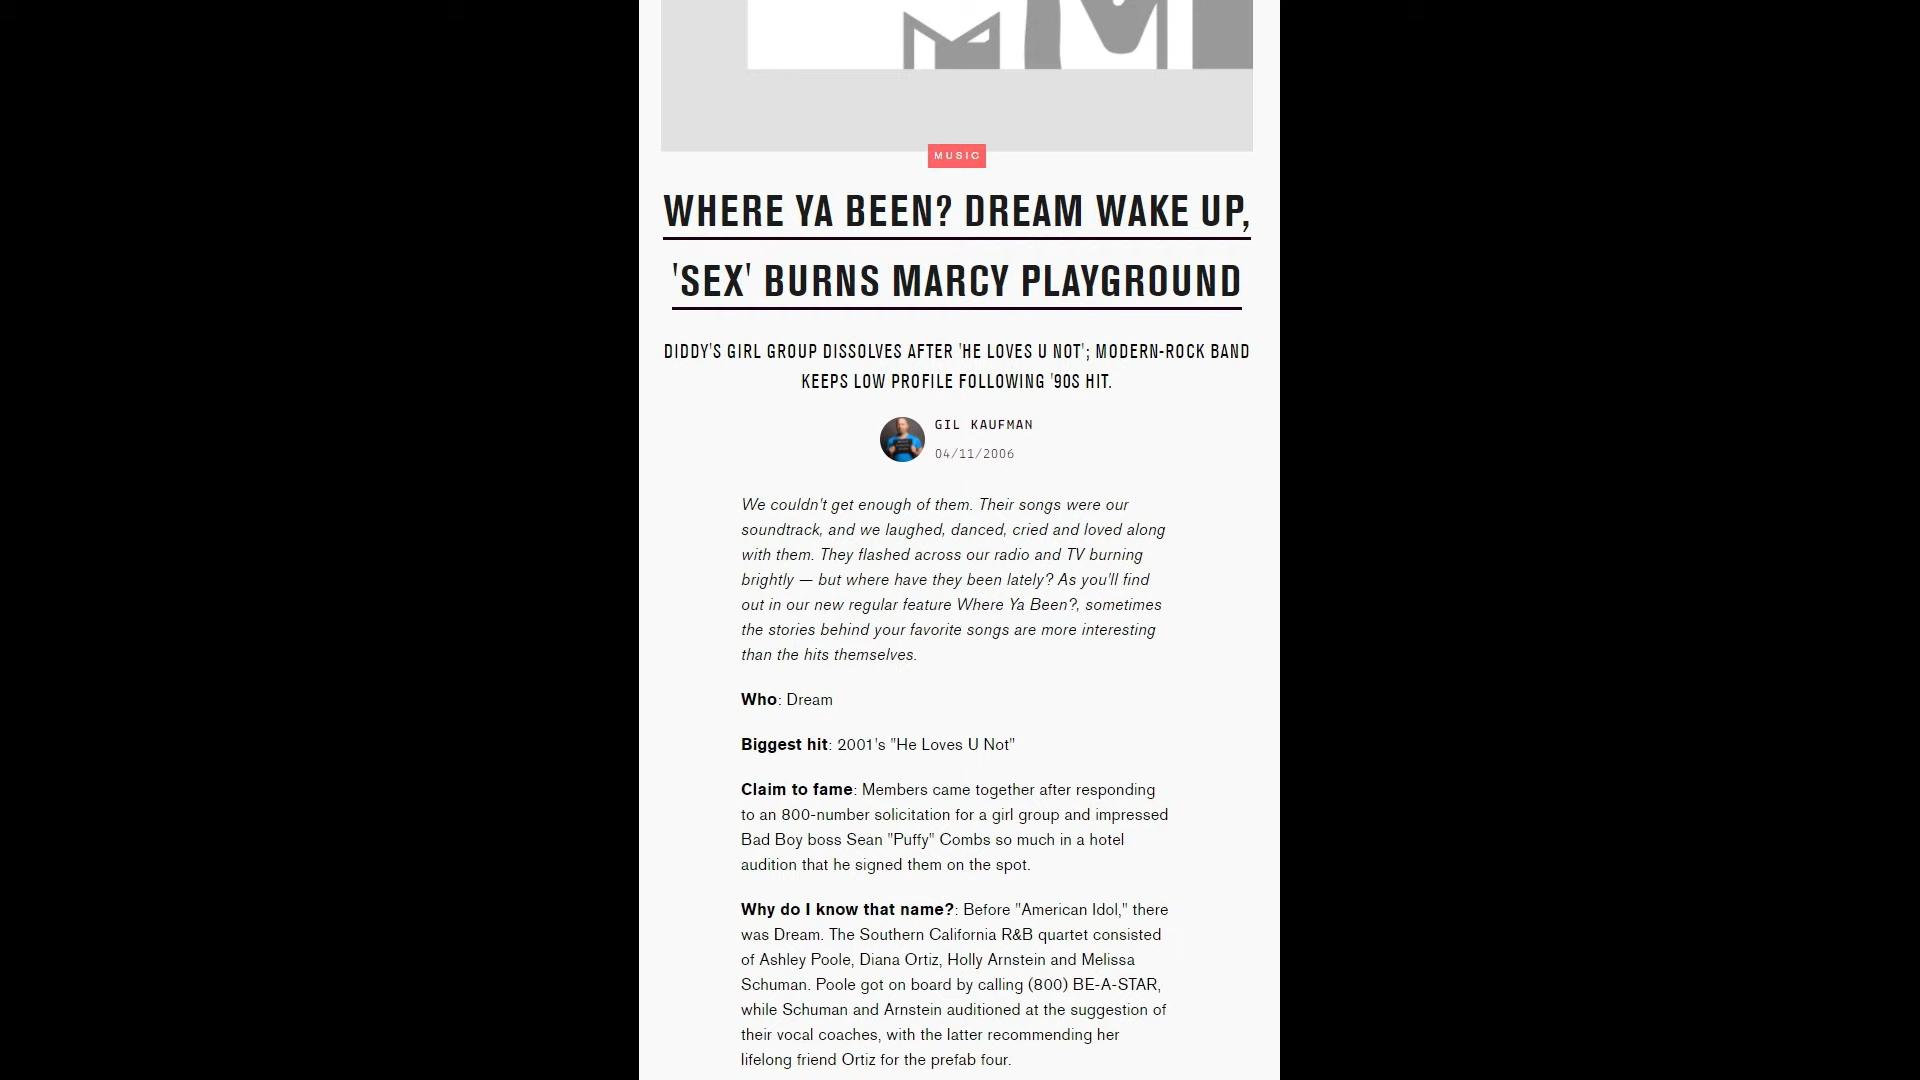 MUSIC
WHERE YA BEEN? DREAM WAKE UP,
'SEX' BURNS MARCY PLAYGROUND
DIDDY'S GIRL GROUP DISSOLVES AFTER 'HE LOVES U NOT'; MODERN-ROCK BAND
KEEPS LOW PROFILE FOLLOWING '90S HIT.
GIL KAUFMAN
04/11/2006
We couldn't get enough of them. Their songs were our
soundtrack, and we laughed, danced, cried and loved along
with them. They flashed across our radio and TV burning
brightly — but where have they been lately? As you'll find
out in our new regular feature Where Ya Been?, sometimes
the stories behind your favorite songs are more interesting
than the hits themselves.
Who: Dream
Biggest hit: 2001's "He Loves U Not"
Claim to fame: Members came together after responding
to an 800-number solicitation for a girl group and impressed
Bad Boy boss Sean "Puffy" Combs so much in a hotel
audition that he signed them on the spot.
Why do I know that name?: Before "American Idol," there
was Dream. The Southern California R&B quartet consisted
of Ashley Poole, Diana Ortiz, Holly Arnstein and Melissa
Schuman. Poole got on board by calling (800) BE-A-STAR,
while Schuman and Arnstein auditioned at the suggestion of
their vocal coaches, with the latter recommending her
lifelong friend Ortiz for the prefab four.